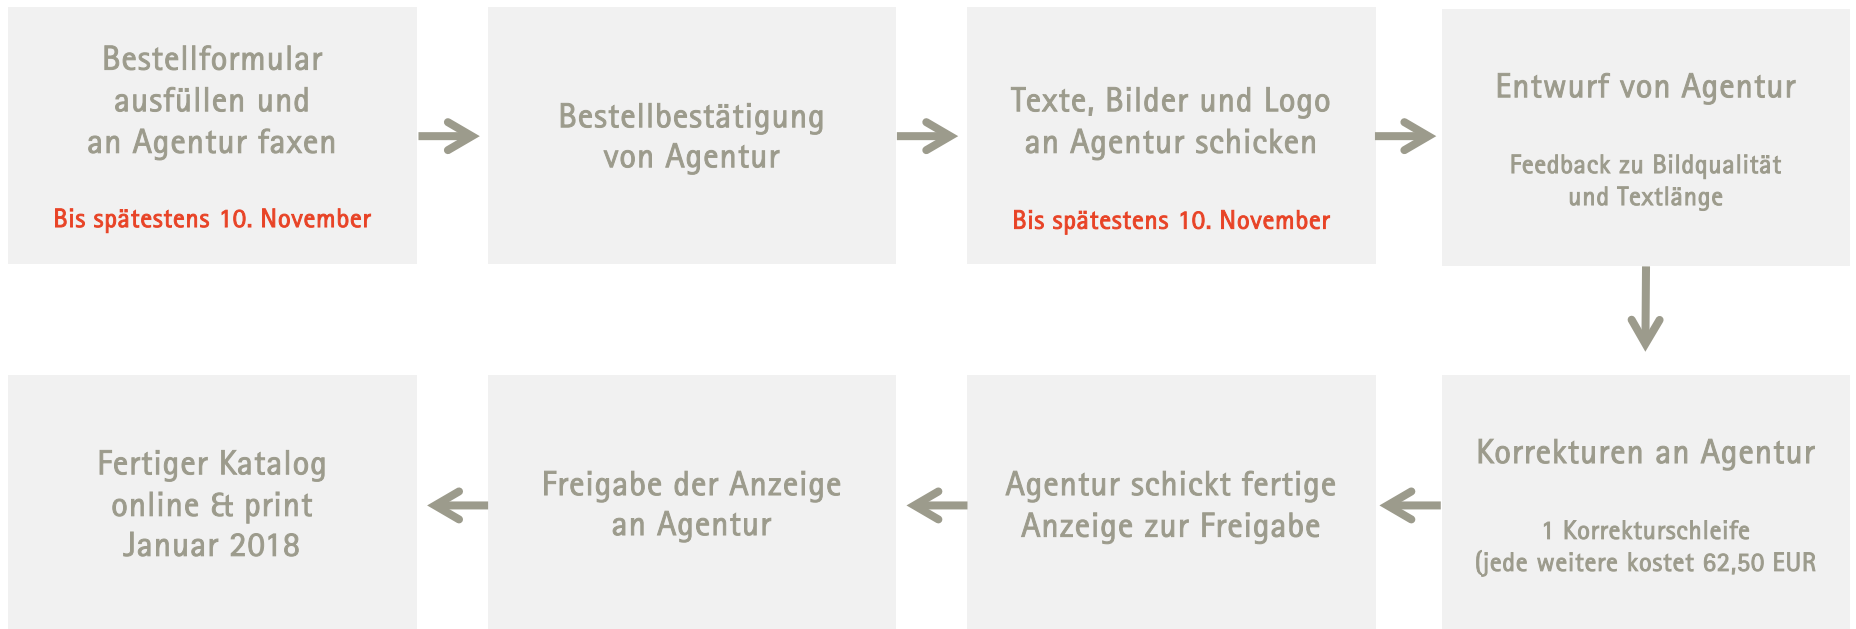 Bestellformular
ausfüllen und
an Agentur faxen
Bis spätestens 10. November
Bestellbestätigung
von Agentur
Texte, Bilder und Logo
an Agentur schicken
Bis spätestens 10. November
Entwurf von Agentur
Feedback zu Bildqualität
und Textlänge
Korrekturen an Agentur
1 Korrekturschleife
(jede weitere kostet 62,50 EUR
Agentur schickt fertige
Anzeige zur Freigabe
Freigabe der Anzeige
an Agentur
Fertiger Katalog
online & print
Januar 2018